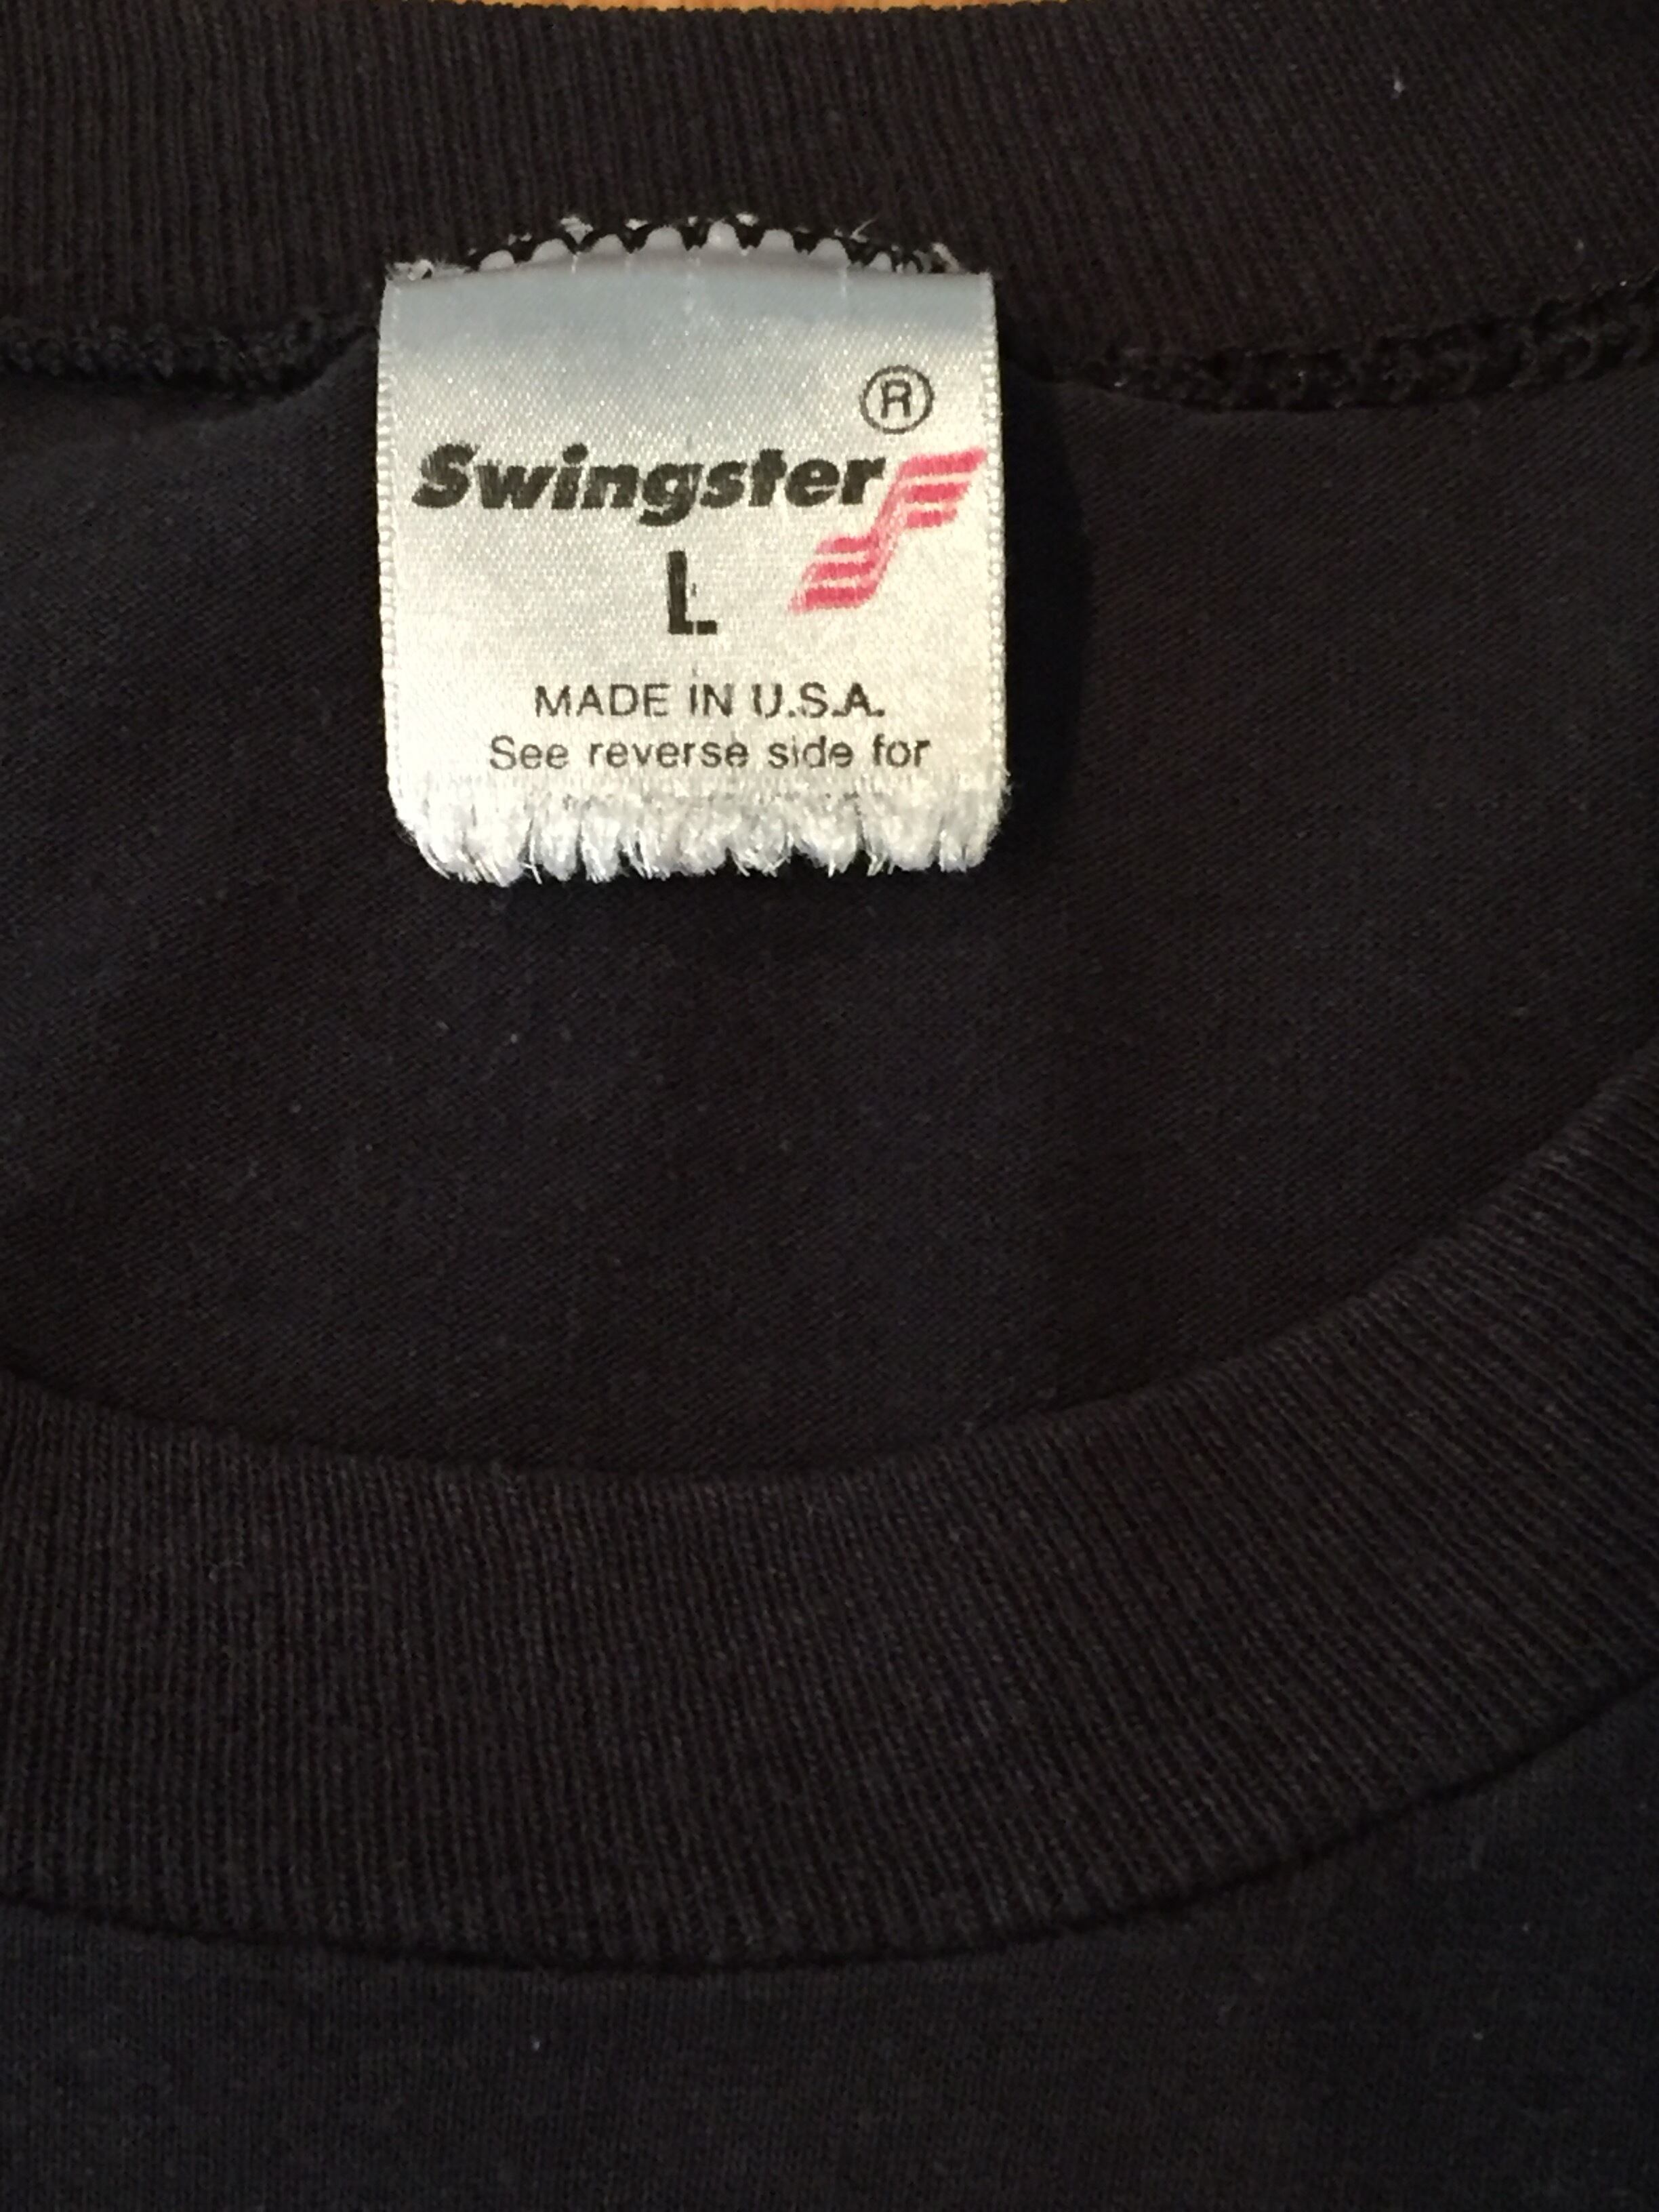 ®
Swingster
L
MADE IN U.S.A.
See reverse side for